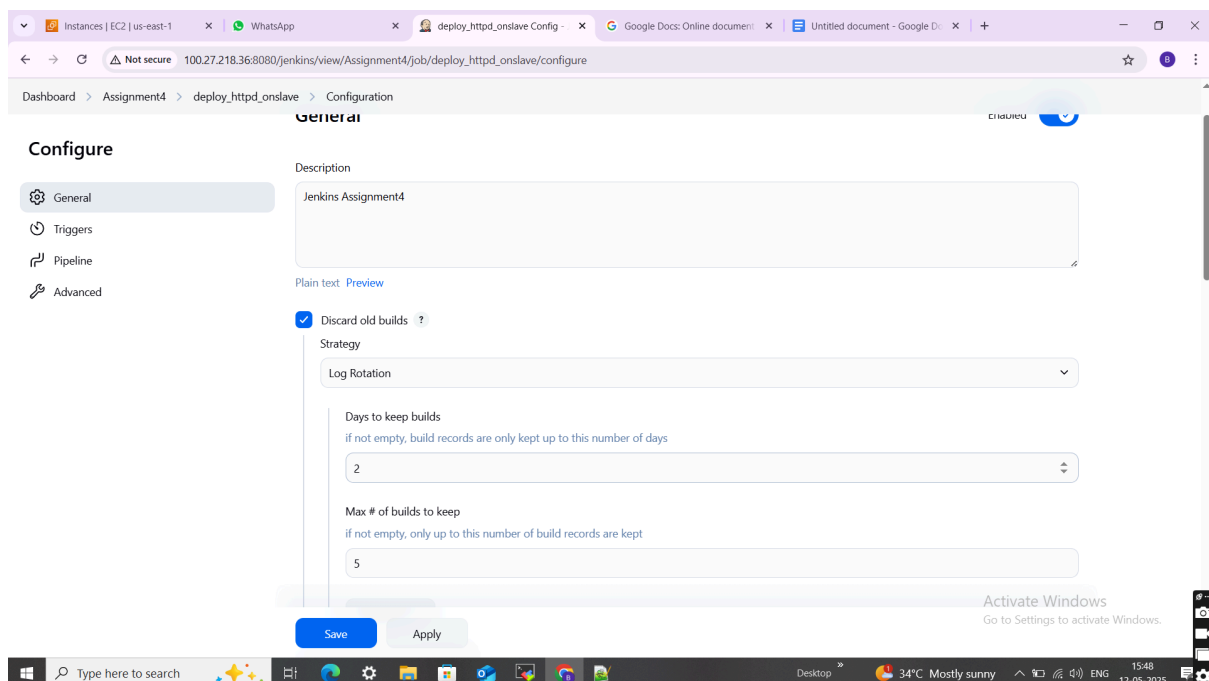 Instances | EC2 | us-east-1
WhatsApp
deploy_httpd_onslave Config -
Google Docs: Online document
Untitled document - Google Do
Not secure 100.27.218.36:8080/jenkins/view/Assignment4/job/deploy_httpd_onslave/configure
B
Dashboard > Assignment4 > deploy_httpd_onslave > Configuration
General
Enabled
Configure
General
Triggers
Pipeline
Advanced
Description
Jenkins Assignment4
Plain text Preview
Discard old builds ?
Strategy
Log Rotation
Days to keep builds
if not empty, build records are only kept up to this number of days
2
Max # of builds to keep
if not empty, only up to this number of build records are kept
5
Save
Apply
Activate Windows
Go to Settings to activate Windows.
Type here to search
Desktop
34°C Mostly sunny
ENG
15:48
12-05-2025